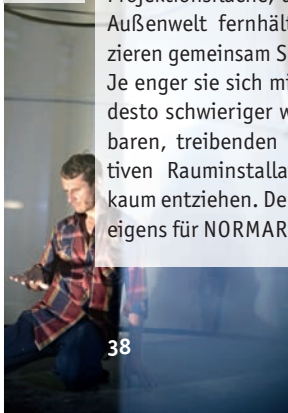 Außenwelt fernhält
zieren gemeinsam S
Je enger sie sich mi
desto schwieriger w
baren, treibenden
tiven Rauminstalla
kaum entziehen. De
eigens für NORMAR
38